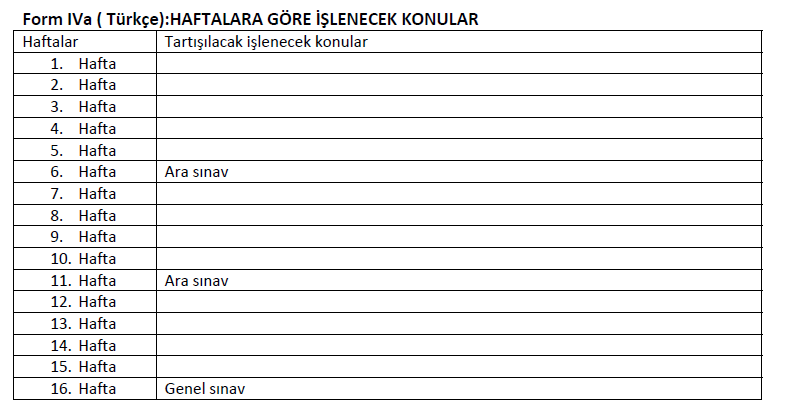 Form IVa ( Türkçe):HAFTALARA GÖRE İŞLENECEK KONULAR
Haftalar Tartışılacak işlenecek konular
1. Hafta
2. Hafta
3. Hafta
4. Hafta
5. Hafta
6. Hafta Ara sınav
7. Hafta
8. Hafta
9. Hafta
10. Hafta
11. Hafta Ara sınav
12. Hafta
13. Hafta
14. Hafta
15. Hafta
16. Hafta Genel sınav